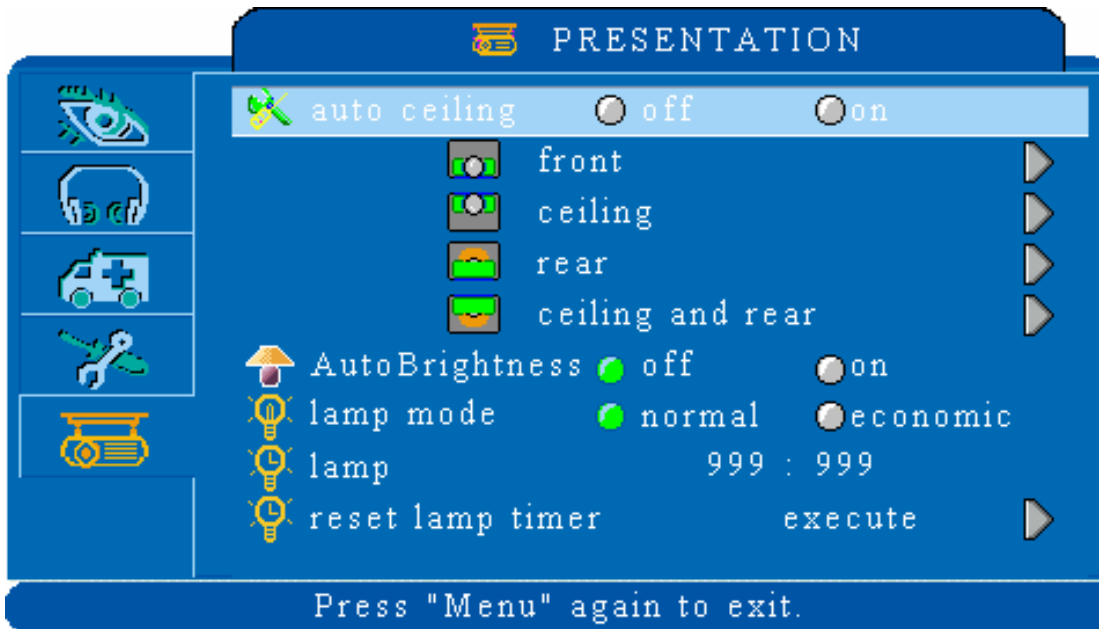 PRESENTATION
auto ceiling off on
front
ceiling
rear
ceiling and rear
AutoBrightness off on
lamp mode normal economic
lamp 999 : 999
reset lamp timer execute
Press "Menu" again to exit.